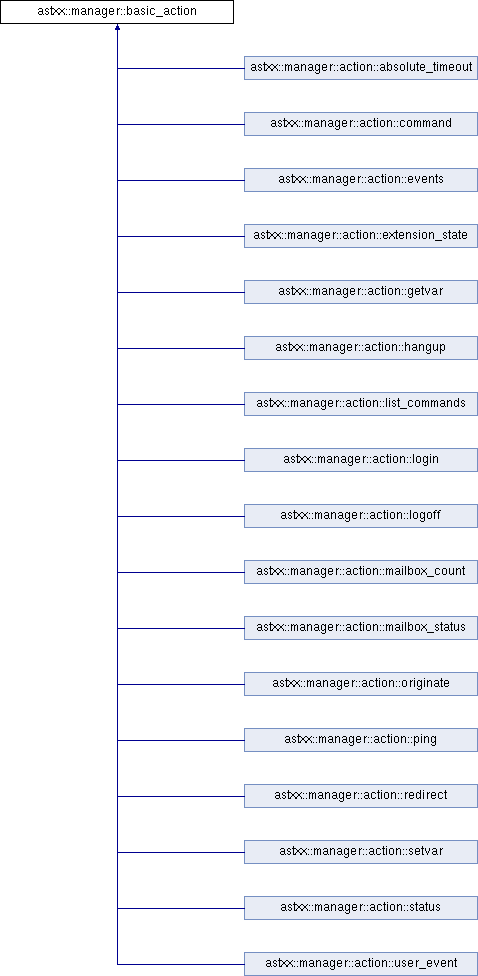 astxx::manager::basic_action
astxx::manager::action::absolute_timeout
astxx::manager::action::command
astxx::manager::action::events
astxx::manager::action::extension_state
astxx::manager::action::getvar
astxx::manager::action::hangup
astxx::manager::action::list_commands
astxx::manager::action::login
astxx::manager::action::logoff
astxx::manager::action::mailbox_count
astxx::manager::action::mailbox_status
astxx::manager::action::originate
astxx::manager::action::ping
astxx::manager::action::redirect
astxx::manager::action::setvar
astxx::manager::action::status
astxx::manager::action::user_event